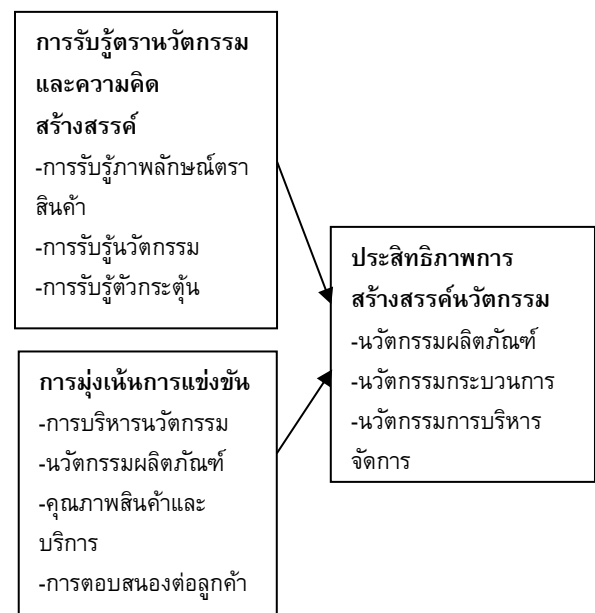 การรับรู้ตรานวัตกรรม
และความคิด
สร้างสรรค์
-การรับรู้ภาพลักษณ์ตรา
สินค้า
-การรับรู้นวัตกรรม
-การรับรู้ตัวกระตุ้น
การมุ่งเน้นการแข่งขัน
-การบริหารนวัตกรรม
-นวัตกรรมผลิตภัณฑ์
-คุณภาพสินค้าและ
บริการ
-การตอบสนองต่อลูกค้า
ประสิทธิภาพการ
สร้างสรรค์นวัตกรรม
-นวัตกรรมผลิตภัณฑ์
-นวัตกรรมกระบวนการ
-นวัตกรรมการบริหาร
จัดการ